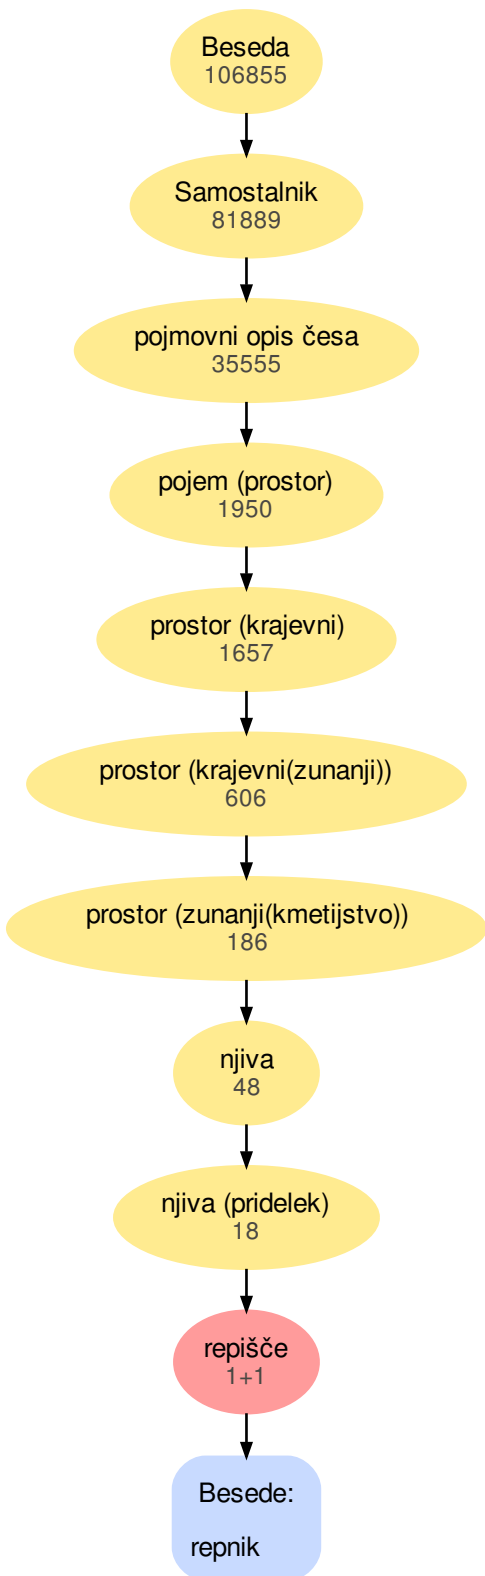 Beseda
106855
Samostalnik
81889
pojmovni opis česa
35555
pojem (prostor)
1950
prostor (krajevni)
1657
prostor (krajevni(zunanji))
606
prostor (zunanji(kmetijstvo))
186
njiva
48
njiva (pridelek)
18
repišče
1+1
Besede:
repnik